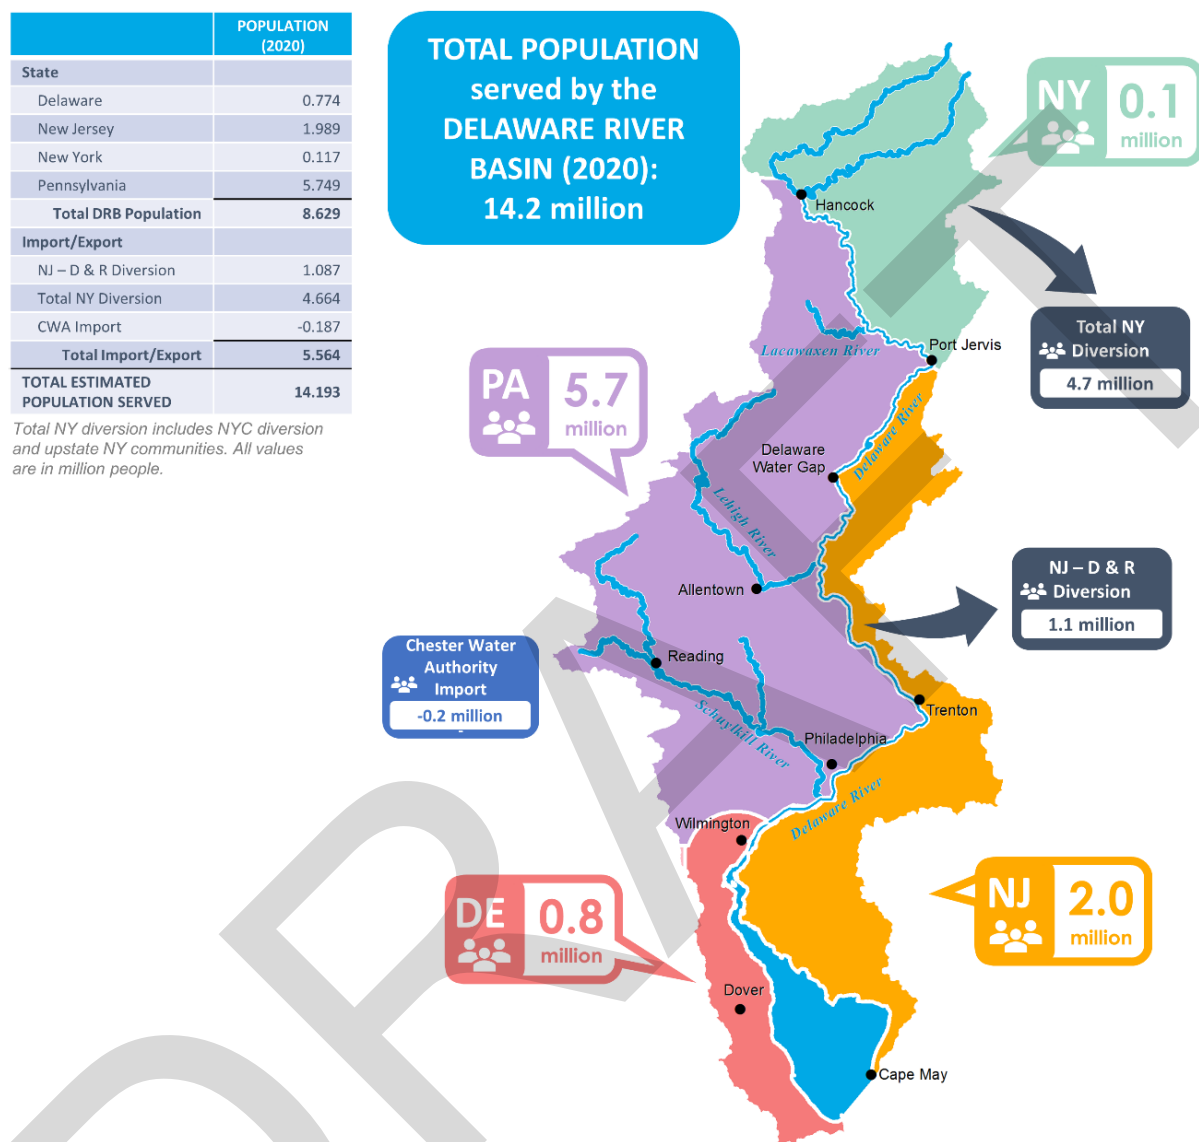 POPULATION
(2020)
State
Delaware 0.774
New Jersey 1.989
New York 0.117
Pennsylvania 5.749
Total DRB Population 8.629
Import/Export
NJ – D & R Diversion 1.087
Total NY Diversion 4.664
CWA Import -0.187
Total Import/Export 5.564
TOTAL ESTIMATED
POPULATION SERVED 14.193
Total NY diversion includes NYC diversion
and upstate NY communities. All values
are in million people.
TOTAL POPULATION
served by the
DELAWARE RIVER
BASIN (2020):
14.2 million
NY 0.1
million
Hancock
Total NY
Diversion
4.7 million
Port Jervis
Lacawaxen River
PA 5.7
million
Delaware River
Delaware
Water Gap
Lehigh River
Allentown
NJ – D & R
Diversion
1.1 million
Chester Water
Authority
Import
-0.2 million
-
Reading
Schuylkill River
Trenton
Philadelphia
Delaware River
Wilmington
DE 0.8
million
NJ 2.0
million
Dover
Cape May
DRAFT